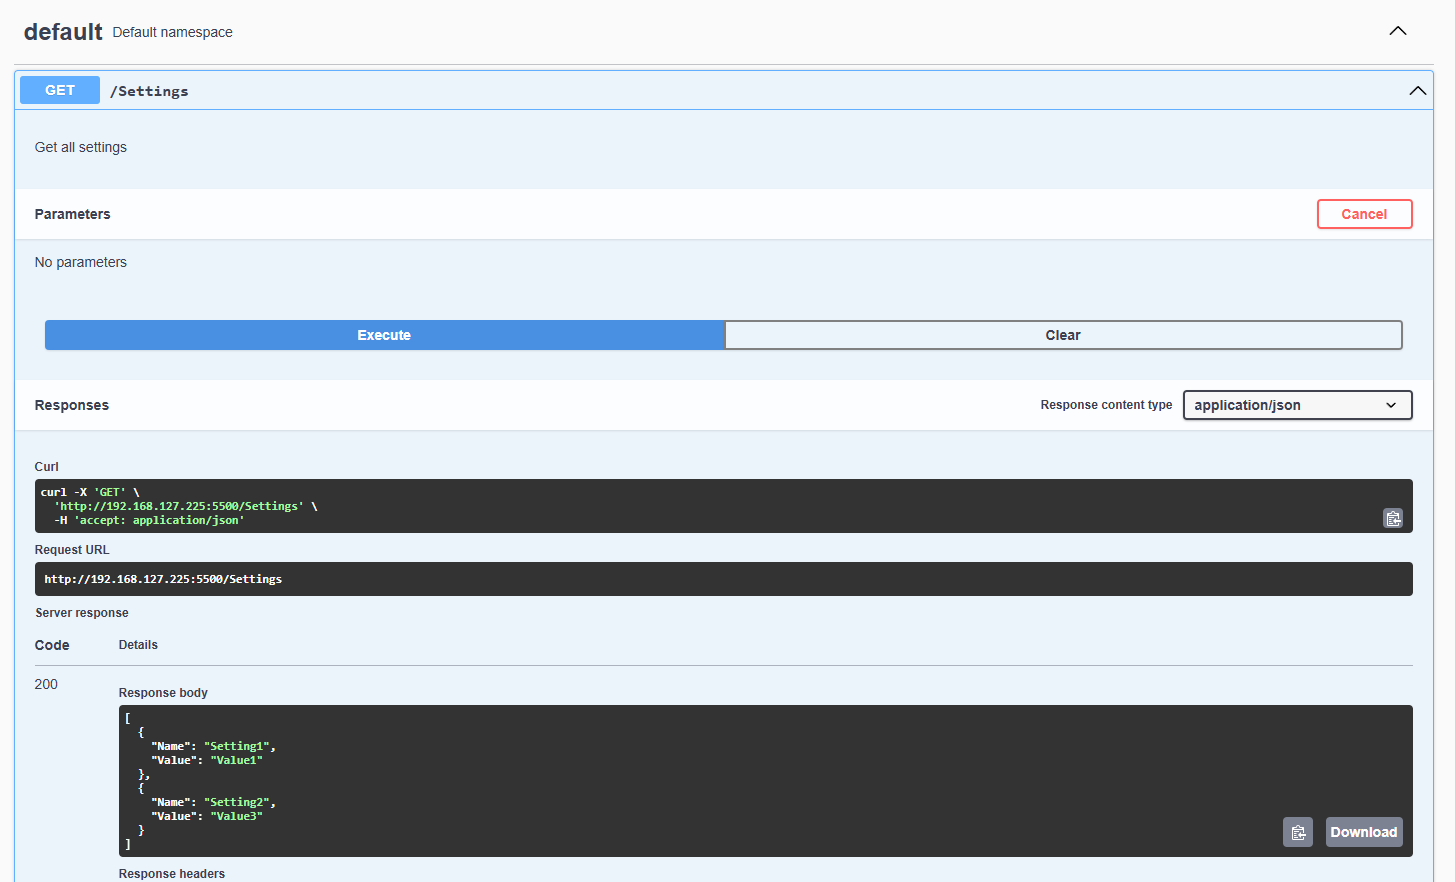 default Default namespace
GET /Settings
Get all settings
Parameters Cancel
No parameters
Execute Clear
Responses Response content type application/json
Curl
curl -X 'GET' \
  'http://192.168.127.225:5500/Settings' \
  -H 'accept: application/json'
Request URL
http://192.168.127.225:5500/Settings
Server response
Code Details
200
Response body
[
  {
    "Name": "Setting1",
    "Value": "Value1"
  },
  {
    "Name": "Setting2",
    "Value": "Value3"
  }
]
Download
Response headers